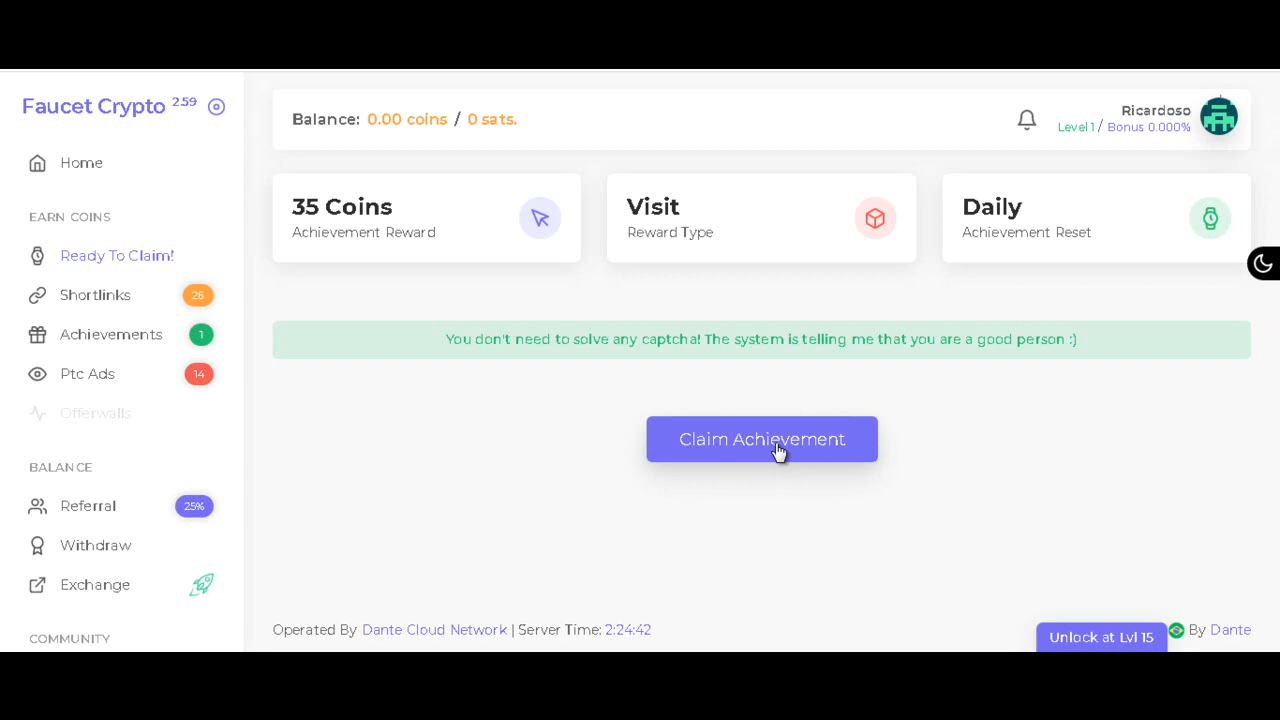 Faucet Crypto 2.59
Home
EARN COINS
Ready To Claim!
Shortlinks 26
Achievements 1
Ptc Ads 14
Offerwalls
BALANCE
Referral 25%
Withdraw
Exchange
COMMUNITY
Balance: 0.00 coins / 0 sats.
Ricardoso
Level 1 / Bonus 0.000%
35 Coins
Achievement Reward
Visit
Reward Type
Daily
Achievement Reset
You don't need to solve any captcha! The system is telling me that you are a good person :)
Claim Achievement
Operated By Dante Cloud Network | Server Time: 2:24:42
Unlock at Lvl 15
By Dante